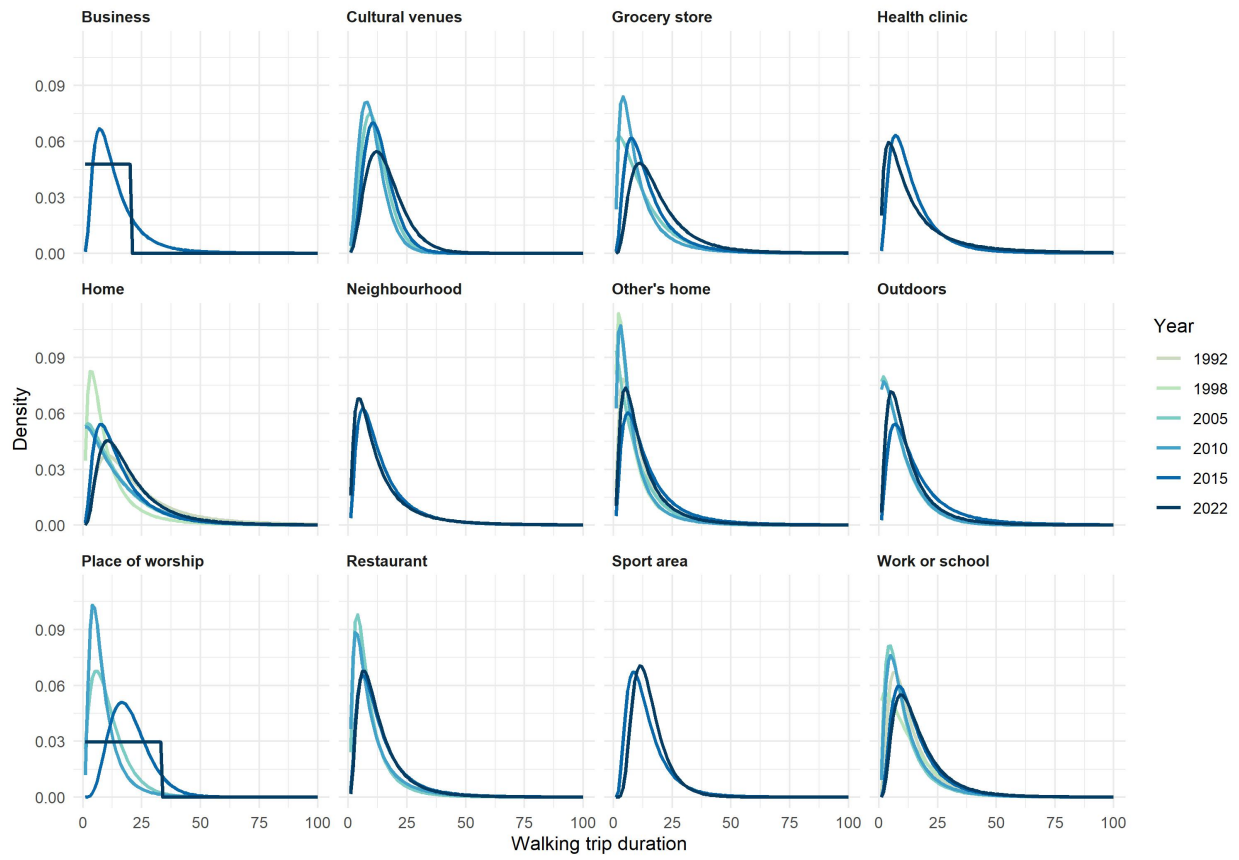 Business Cultural venues Grocery store Health clinic
0.09
0.06
0.03
0.00
Home Neighbourhood Other's home Outdoors
0.09
0.06
0.03
0.00
Place of worship Restaurant Sport area Work or school
0.09
0.06
0.03
0.00
0 25 50 75 100 0 25 50 75 100 0 25 50 75 100 0 25 50 75 100
Walking trip duration
Density
Year
1992
1998
2005
2010
2015
2022